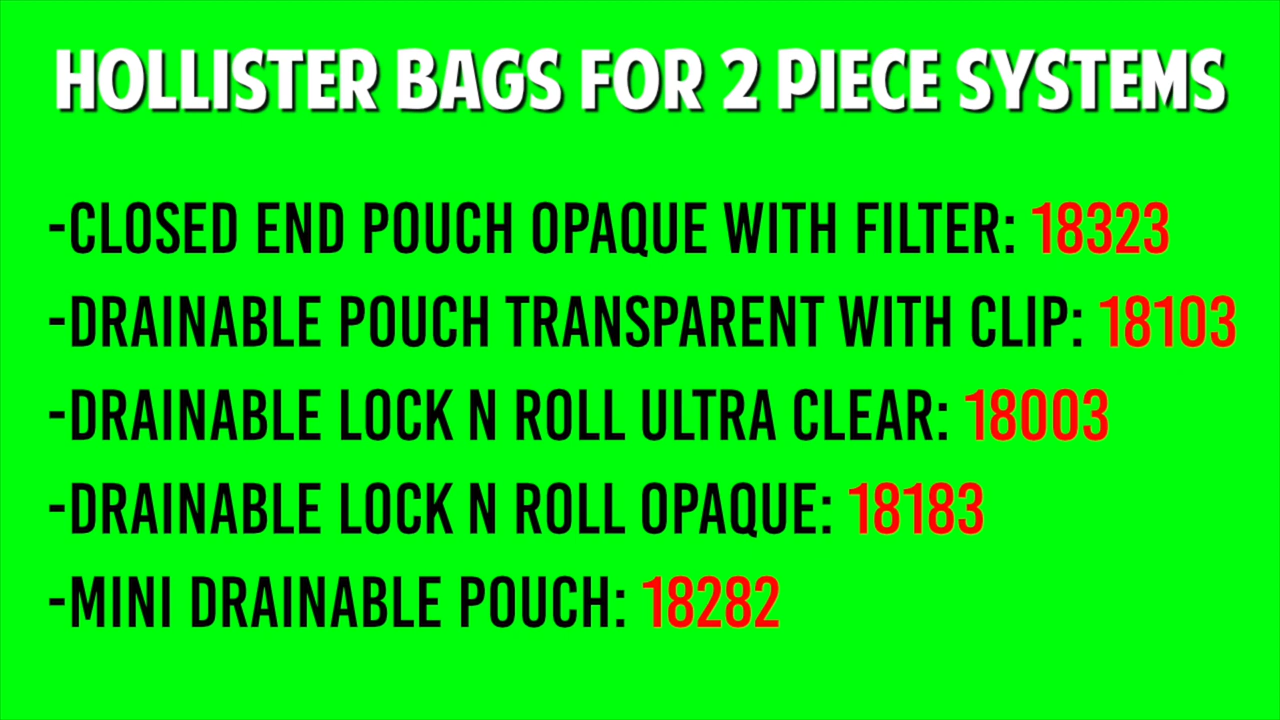 HOLLISTER BAGS FOR 2 PIECE SYSTEMS
-CLOSED END POUCH OPAQUE WITH FILTER: 18323
-DRAINABLE POUCH TRANSPARENT WITH CLIP: 18103
-DRAINABLE LOCK N ROLL ULTRA CLEAR: 18003
-DRAINABLE LOCK N ROLL OPAQUE: 18183
-MINI DRAINABLE POUCH: 18282